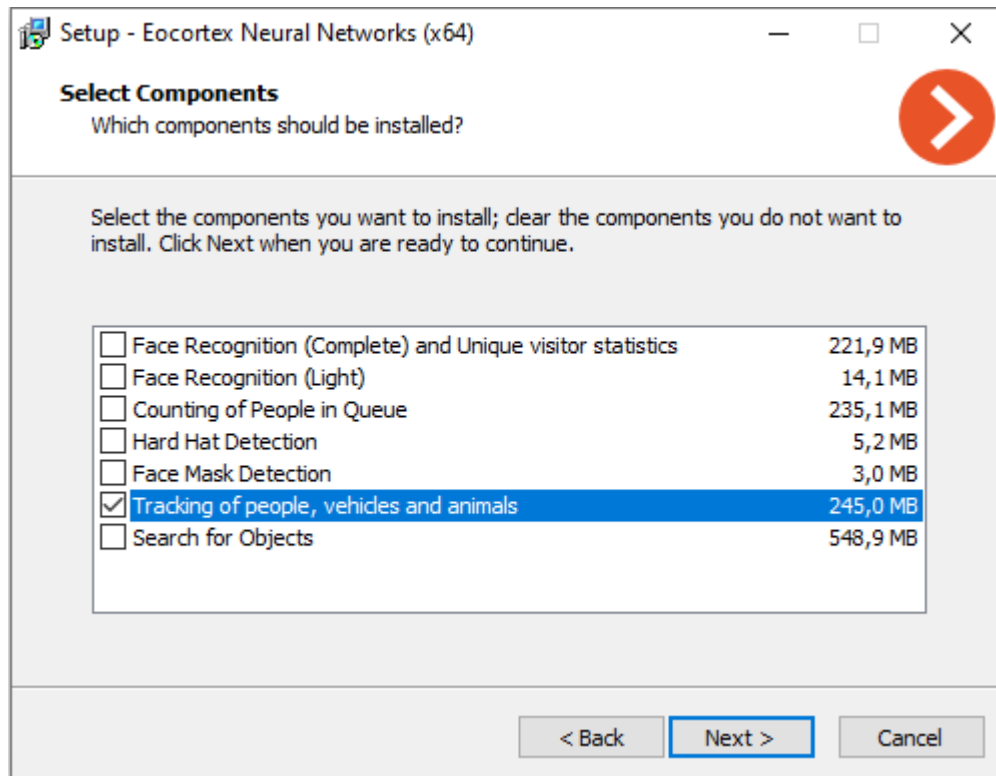 Setup - Eocortex Neural Networks (x64)
Select Components
Which components should be installed?
Select the components you want to install; clear the components you do not want to
install. Click Next when you are ready to continue.
Face Recognition (Complete) and Unique visitor statistics 221,9 MB
Face Recognition (Light) 14,1 MB
Counting of People in Queue 235,1 MB
Hard Hat Detection 5,2 MB
Face Mask Detection 3,0 MB
Tracking of people, vehicles and animals 245,0 MB
Search for Objects 548,9 MB
< Back Next > Cancel